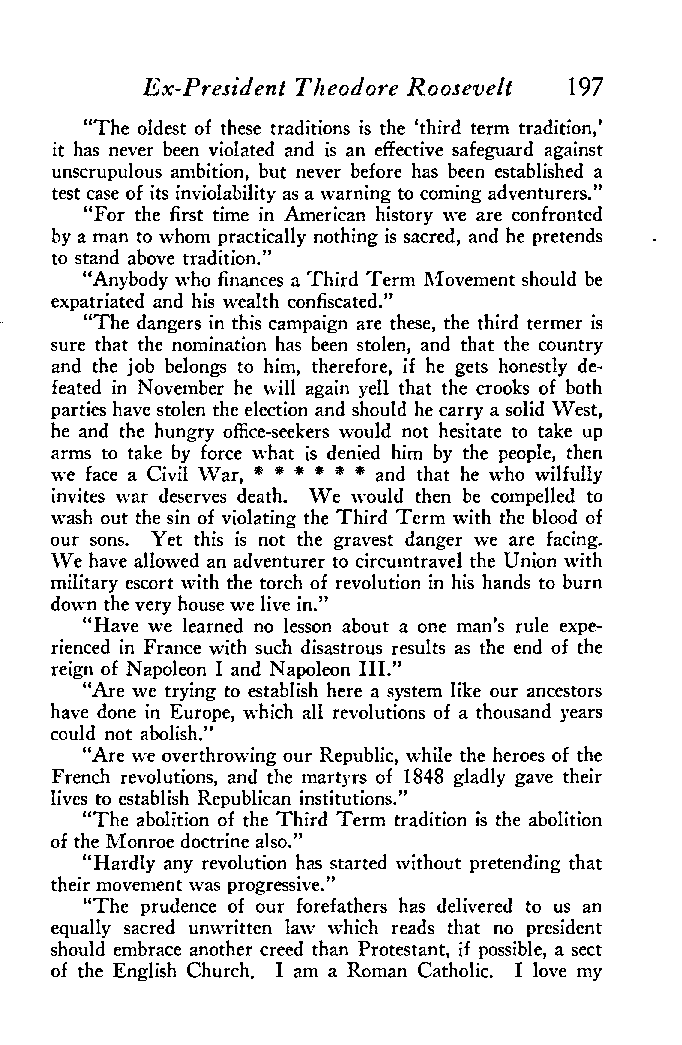 Ex-President Theodore Roosevelt 197
“The oldest of these traditions is the ‘third term tradition,’
it has never been violated and is an effective safeguard against
unscrupulous ambition, but never before has been established a
test case of its inviolability as a warning to coming adventurers.”
“For the first time in American history we are confronted
by a man to whom practically nothing is sacred, and he pretends
to stand above tradition.”
“Anybody who finances a Third Term Movement should be
expatriated and his wealth confiscated.”
“The dangers in this campaign are these, the third termer is
sure that the nomination has been stolen, and that the country
and the job belongs to him, therefore, if he gets honestly de-
feated in November he will again yell that the crooks of both
parties have stolen the election and should he carry a solid West,
he and the hungry office-seekers would not hesitate to take up
arms to take by force what is denied him by the people, then
we face a Civil War, * * * * * * and that he who wilfully
invites war deserves death. We would then be compelled to
wash out the sin of violating the Third Term with the blood of
our sons. Yet this is not the gravest danger we are facing.
We have allowed an adventurer to circumtravel the Union with
military escort with the torch of revolution in his hands to burn
down the very house we live in.”
“Have we learned no lesson about a one man’s rule expe-
rienced in France with such disastrous results as the end of the
reign of Napoleon I and Napoleon III.”
“Are we trying to establish here a system like our ancestors
have done in Europe, which all revolutions of a thousand years
could not abolish.”
“Are we overthrowing our Republic, while the heroes of the
French revolutions, and the martyrs of 1848 gladly gave their
lives to establish Republican institutions.”
“The abolition of the Third Term tradition is the abolition
of the Monroe doctrine also.”
“Hardly any revolution has started without pretending that
their movement was progressive.”
“The prudence of our forefathers has delivered to us an
equally sacred unwritten law which reads that no president
should embrace another creed than Protestant, if possible, a sect
of the English Church. I am a Roman Catholic. I love my